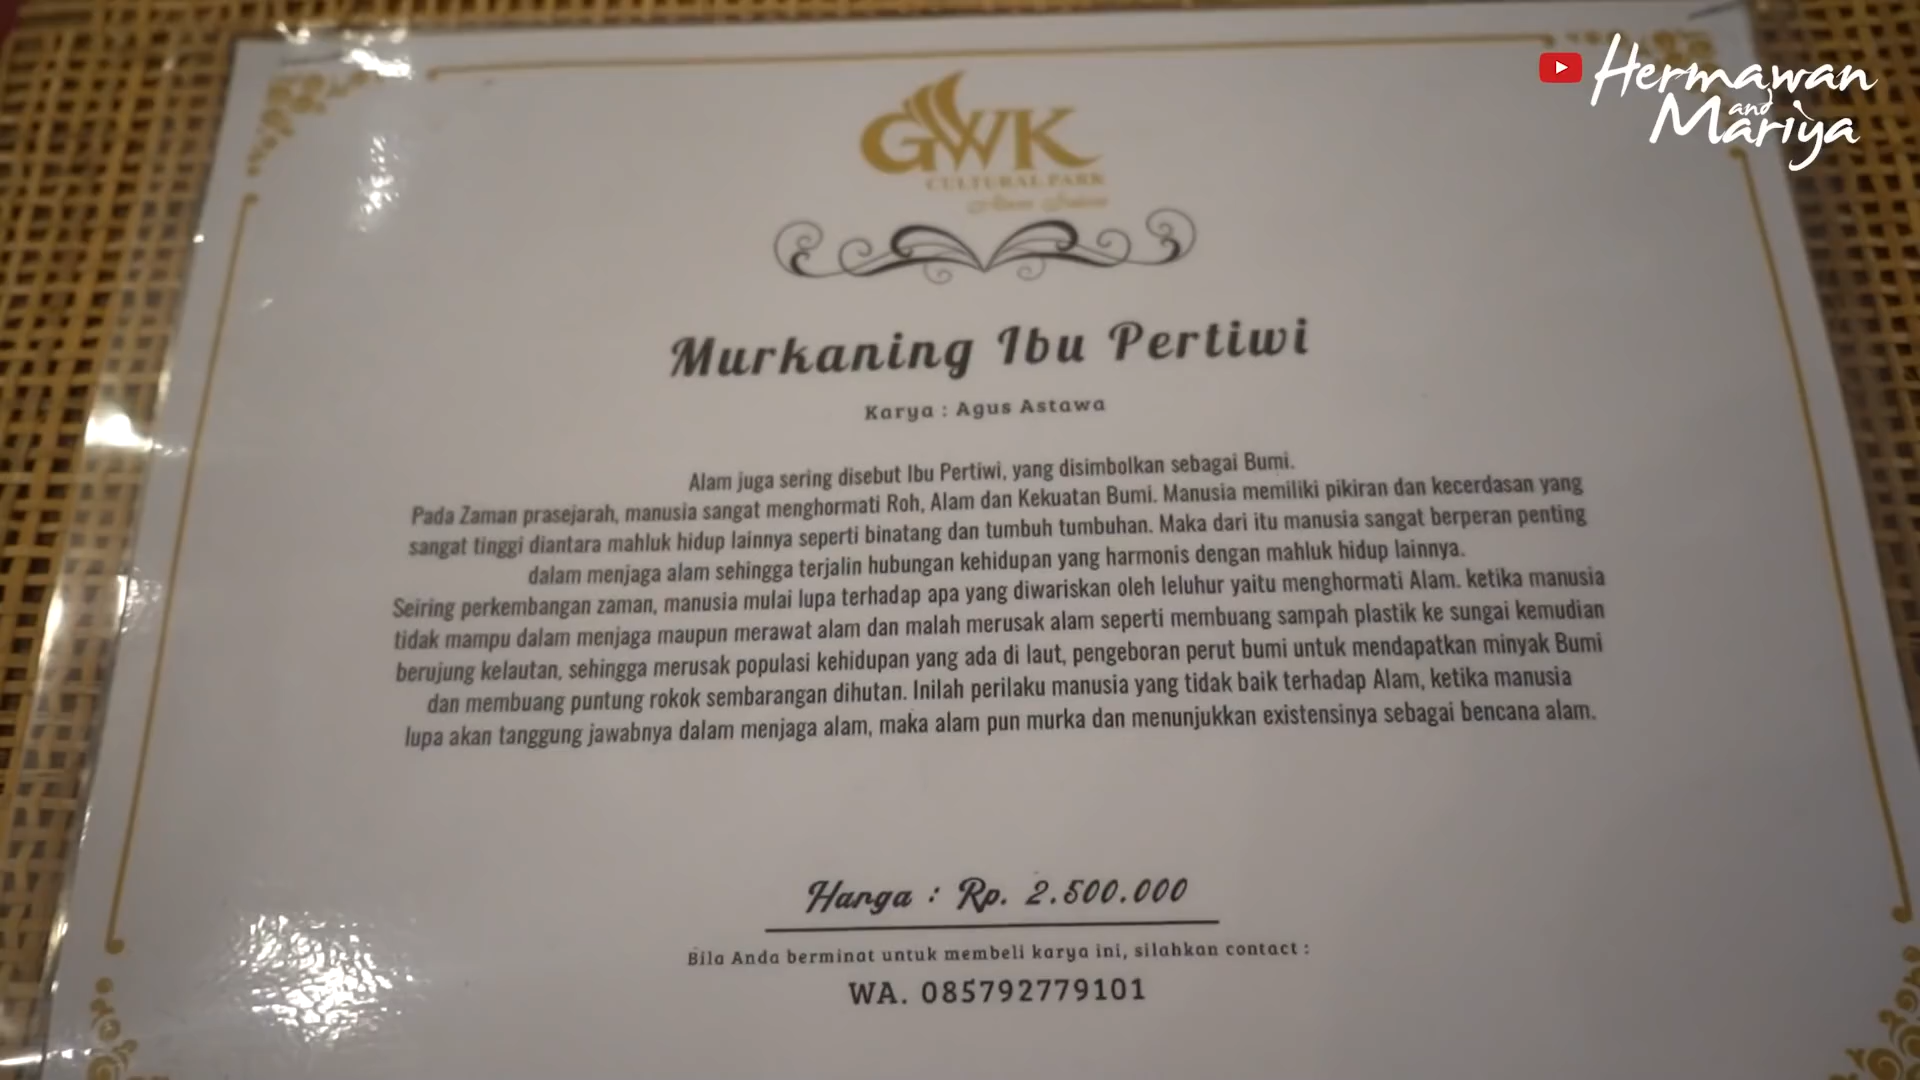 Hermawan
and
Mariya
GWK
CULTURAL PARK
Murkaning Ibu Pertiwi
Karya : Agus Astawa
Alam juga sering disebut Ibu Pertiwi, yang disimbolkan sebagai Bumi.
Pada Zaman prasejarah, manusia sangat menghormati Roh, Alam dan Kekuatan Bumi. Manusia memiliki pikiran dan kecerdasan yang
sangat tinggi diantara mahluk hidup lainnya seperti binatang dan tumbuh tumbuhan. Maka dari itu manusia sangat berperan penting
dalam menjaga alam sehingga terjalin hubungan kehidupan yang harmonis dengan mahluk hidup lainnya.
Seiring perkembangan zaman, manusia mulai lupa terhadap apa yang diwariskan oleh leluhur yaitu menghormati Alam. ketika manusia
tidak mampu dalam menjaga maupun merawat alam dan malah merusak alam seperti membuang sampah plastik ke sungai kemudian
berujung kelautan, sehingga merusak populasi kehidupan yang ada di laut, pengeboran perut bumi untuk mendapatkan minyak Bumi
dan membuang puntung rokok sembarangan dihutan. Inilah perilaku manusia yang tidak baik terhadap Alam, ketika manusia
lupa akan tanggung jawabnya dalam menjaga alam, maka alam pun murka dan menunjukkan existensinya sebagai bencana alam.
Harga : Rp. 2.500.000
Bila Anda berminat untuk membeli karya ini, silahkan contact :
WA. 085792779101